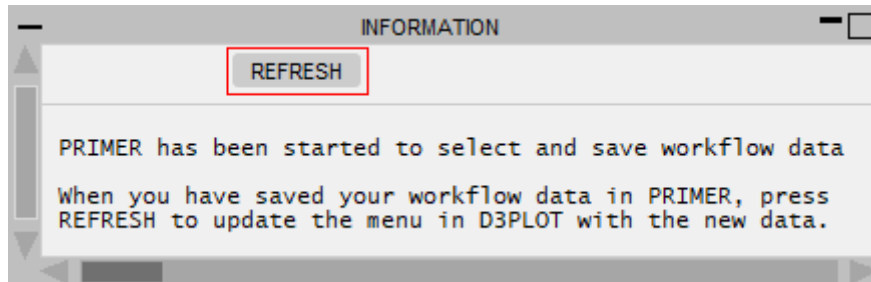 INFORMATION
REFRESH
PRIMER has been started to select and save workflow data
When you have saved your workflow data in PRIMER, press
REFRESH to update the menu in D3PLOT with the new data.